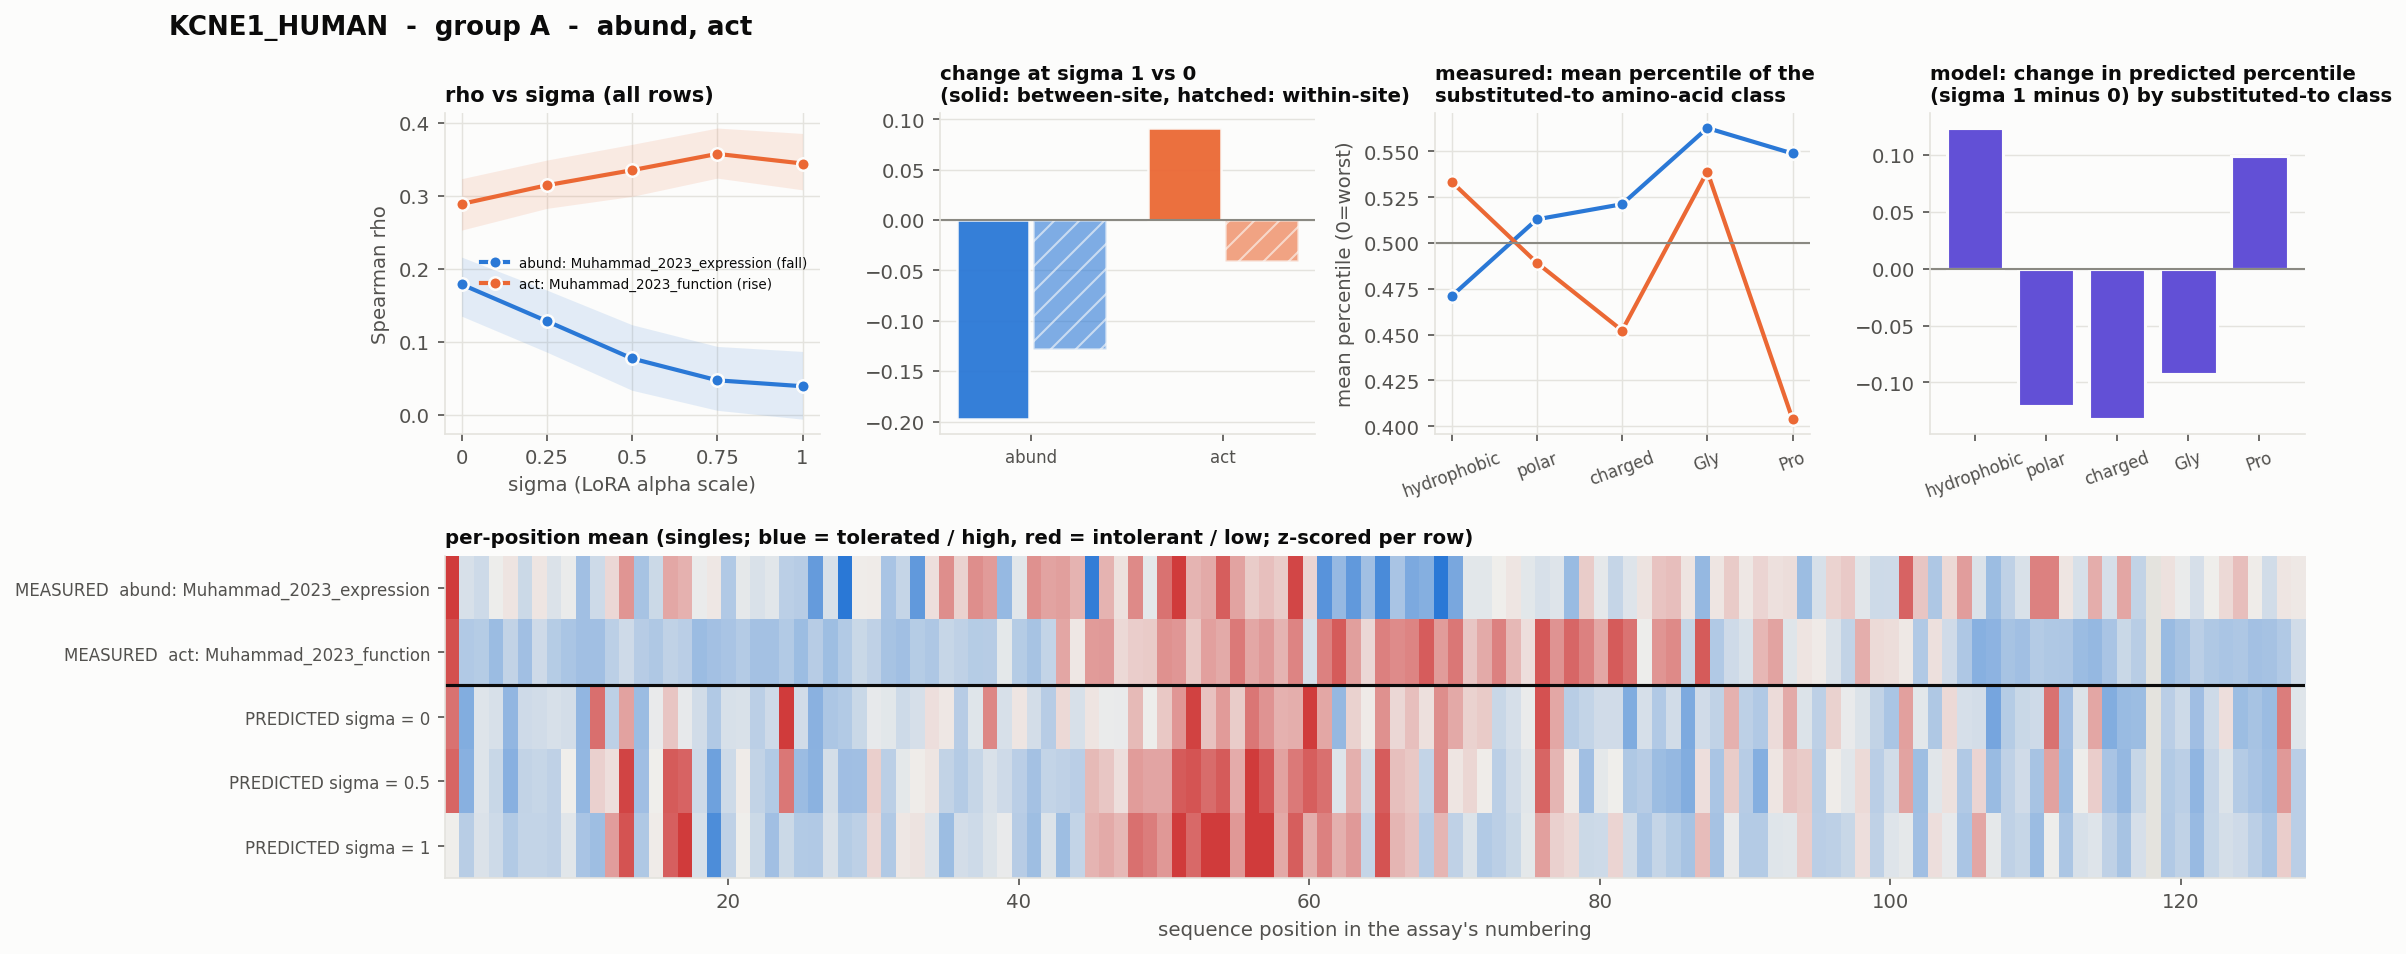 KCNE1_HUMAN - group A - abund, act
rho vs sigma (all rows)
Spearman rho
0.4
0.3
0.2
0.1
0.0
abund: Muhammad_2023_expression (fall)
act: Muhammad_2023_function (rise)
0 0.25 0.5 0.75 1
sigma (LoRA alpha scale)
change at sigma 1 vs 0
(solid: between-site, hatched: within-site)
0.10
0.05
0.00
−0.05
−0.10
−0.15
−0.20
abund act
measured: mean percentile of the
substituted-to amino-acid class
mean percentile (0=worst)
0.550
0.525
0.500
0.475
0.450
0.425
0.400
hydrophobic polar charged Gly Pro
model: change in predicted percentile
(sigma 1 minus 0) by substituted-to class
0.10
0.05
0.00
−0.05
−0.10
hydrophobic polar charged Gly Pro
per-position mean (singles; blue = tolerated / high, red = intolerant / low; z-scored per row)
MEASURED abund: Muhammad_2023_expression
MEASURED act: Muhammad_2023_function
PREDICTED sigma = 0
PREDICTED sigma = 0.5
PREDICTED sigma = 1
20 40 60 80 100 120
sequence position in the assay's numbering